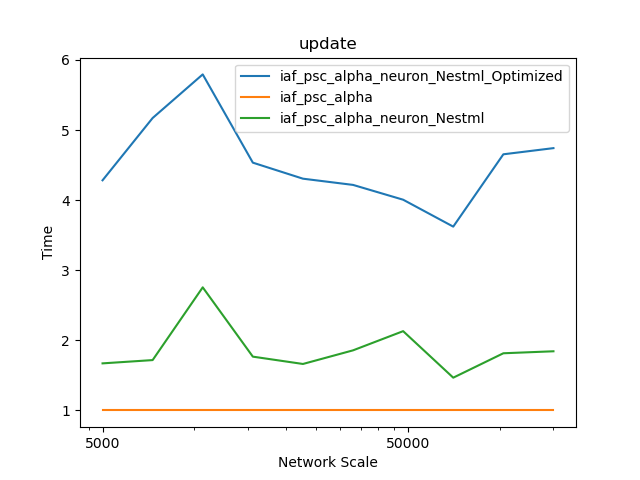 update
iaf_psc_alpha_neuron_Nestml_Optimized
iaf_psc_alpha
iaf_psc_alpha_neuron_Nestml
Time
6
5
4
3
2
1
5000
50000
Network Scale